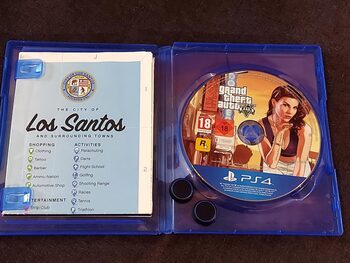 THE CITY OF
Los Santos
AND SURROUNDING TOWNS
SHOPPING
Clothing
Tattoo
Barber
Ammu-Nation
Automotive Shop
ENTERTAINMENT
Strip Club
ACTIVITIES
Parachuting
Darts
Flight School
Golfing
Shooting Range
Races
Tennis
Triathlon
grand
theft
auto
18
R
PS4